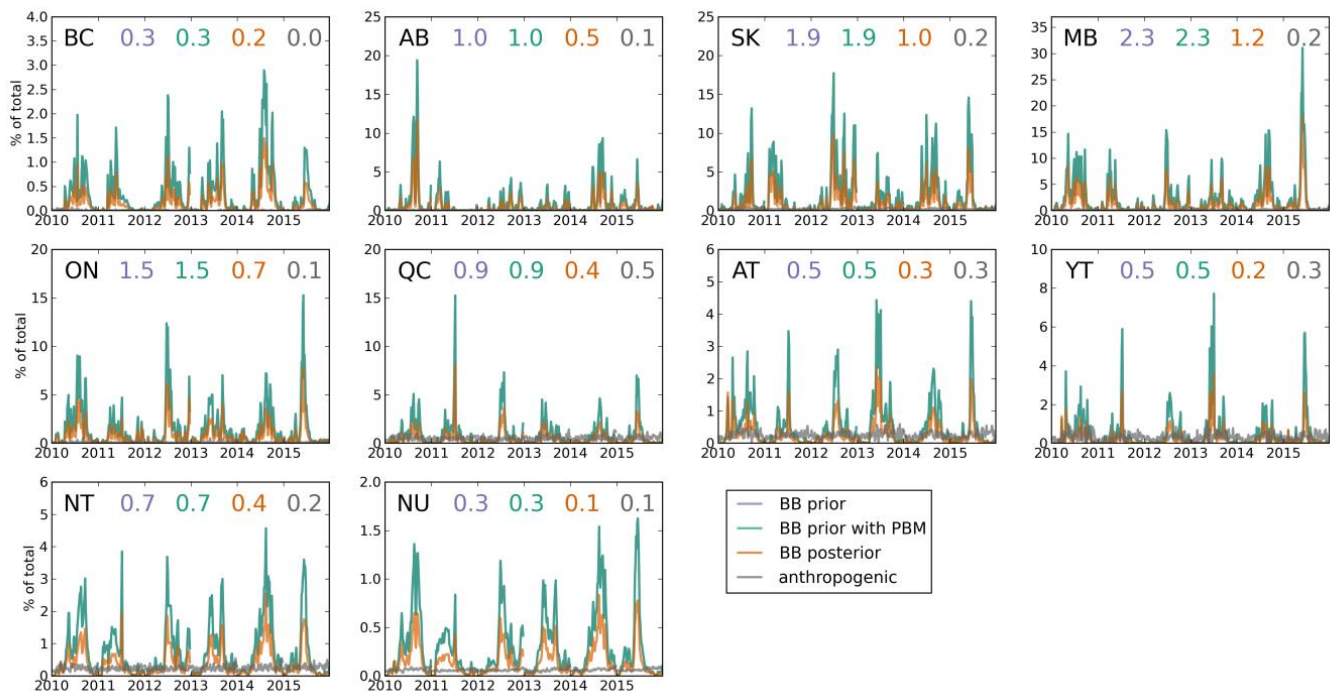 4.0
3.5
3.0
2.5
2.0
1.5
1.0
0.5
0.0
% of total
BC 0.3 0.3 0.2 0.0
2010 2011 2012 2013 2014 2015
25
20
15
10
5
0
AB 1.0 1.0 0.5 0.1
2010 2011 2012 2013 2014 2015
25
20
15
10
5
0
SK 1.9 1.9 1.0 0.2
2010 2011 2012 2013 2014 2015
35
30
25
20
15
10
5
0
MB 2.3 2.3 1.2 0.2
2010 2011 2012 2013 2014 2015
20
15
10
5
0
% of total
ON 1.5 1.5 0.7 0.1
2010 2011 2012 2013 2014 2015
20
15
10
5
0
QC 0.9 0.9 0.4 0.5
2010 2011 2012 2013 2014 2015
6
5
4
3
2
1
0
AT 0.5 0.5 0.3 0.3
2010 2011 2012 2013 2014 2015
10
8
6
4
2
0
YT 0.5 0.5 0.2 0.3
2010 2011 2012 2013 2014 2015
6
5
4
3
2
1
0
% of total
NT 0.7 0.7 0.4 0.2
2010 2011 2012 2013 2014 2015
2.0
1.5
1.0
0.5
0.0
NU 0.3 0.3 0.1 0.1
2010 2011 2012 2013 2014 2015
BB prior
BB prior with PBM
BB posterior
anthropogenic